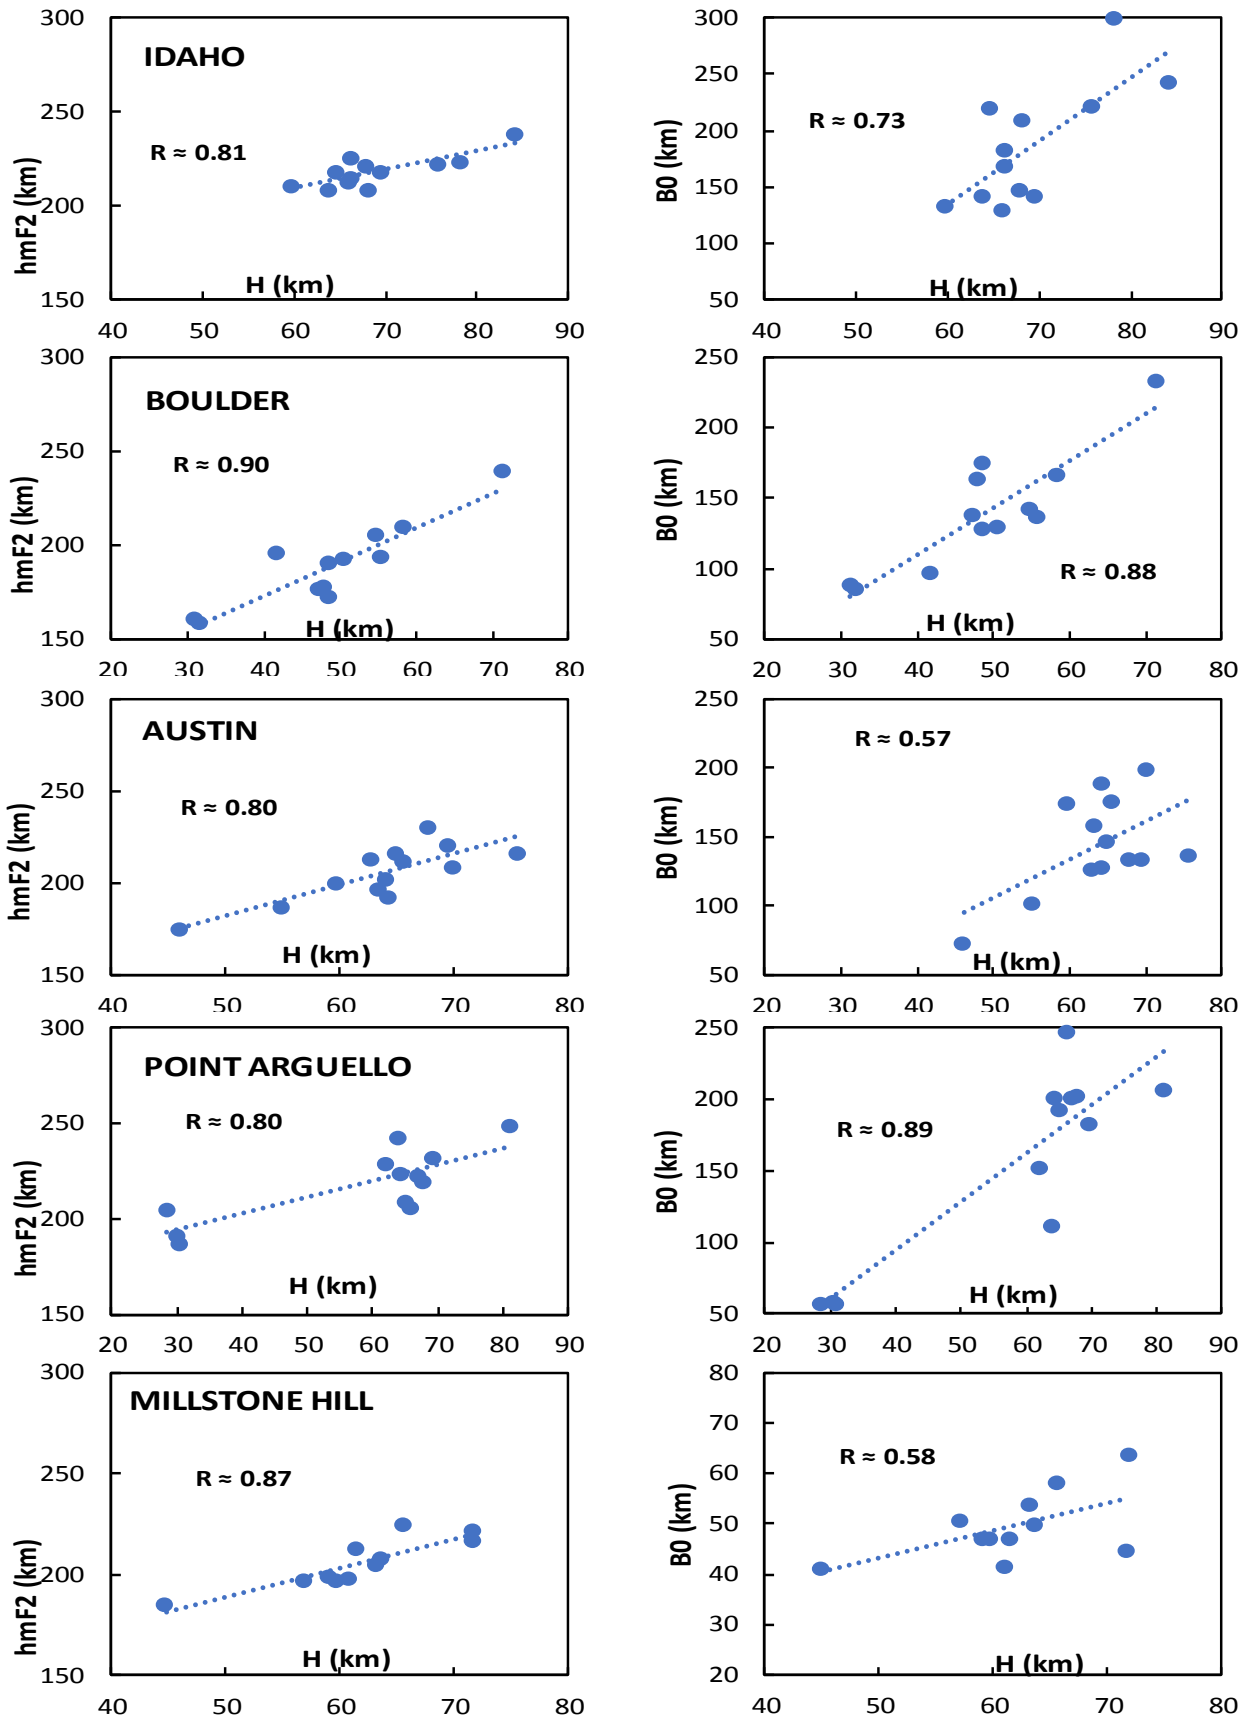 300
IDAHO
250
R ≈ 0.81
200
150
hmF2 (km)
H (km)
40 50 60 70 80 90
300
250
R ≈ 0.73
200
150
100
50
B0 (km)
H (km)
40 50 60 70 80 90
300
BOULDER
250
R ≈ 0.90
200
150
hmF2 (km)
H (km)
20 30 40 50 60 70 80
250
200
150
100
R ≈ 0.88
50
B0 (km)
H (km)
20 30 40 50 60 70 80
300
AUSTIN
250
R ≈ 0.80
200
150
hmF2 (km)
H (km)
40 50 60 70 80
250
R ≈ 0.57
200
150
100
50
B0 (km)
H (km)
20 30 40 50 60 70 80
300
POINT ARGUELLO
250
R ≈ 0.80
200
150
hmF2 (km)
H (km)
20 30 40 50 60 70 80 90
250
200
R ≈ 0.89
150
100
50
B0 (km)
H (km)
20 30 40 50 60 70 80 90
300
MILLSTONE HILL
250
R ≈ 0.87
200
150
hmF2 (km)
H (km)
40 50 60 70 80
80
70
60
R ≈ 0.58
50
40
30
20
B0 (km)
H (km)
40 50 60 70 80